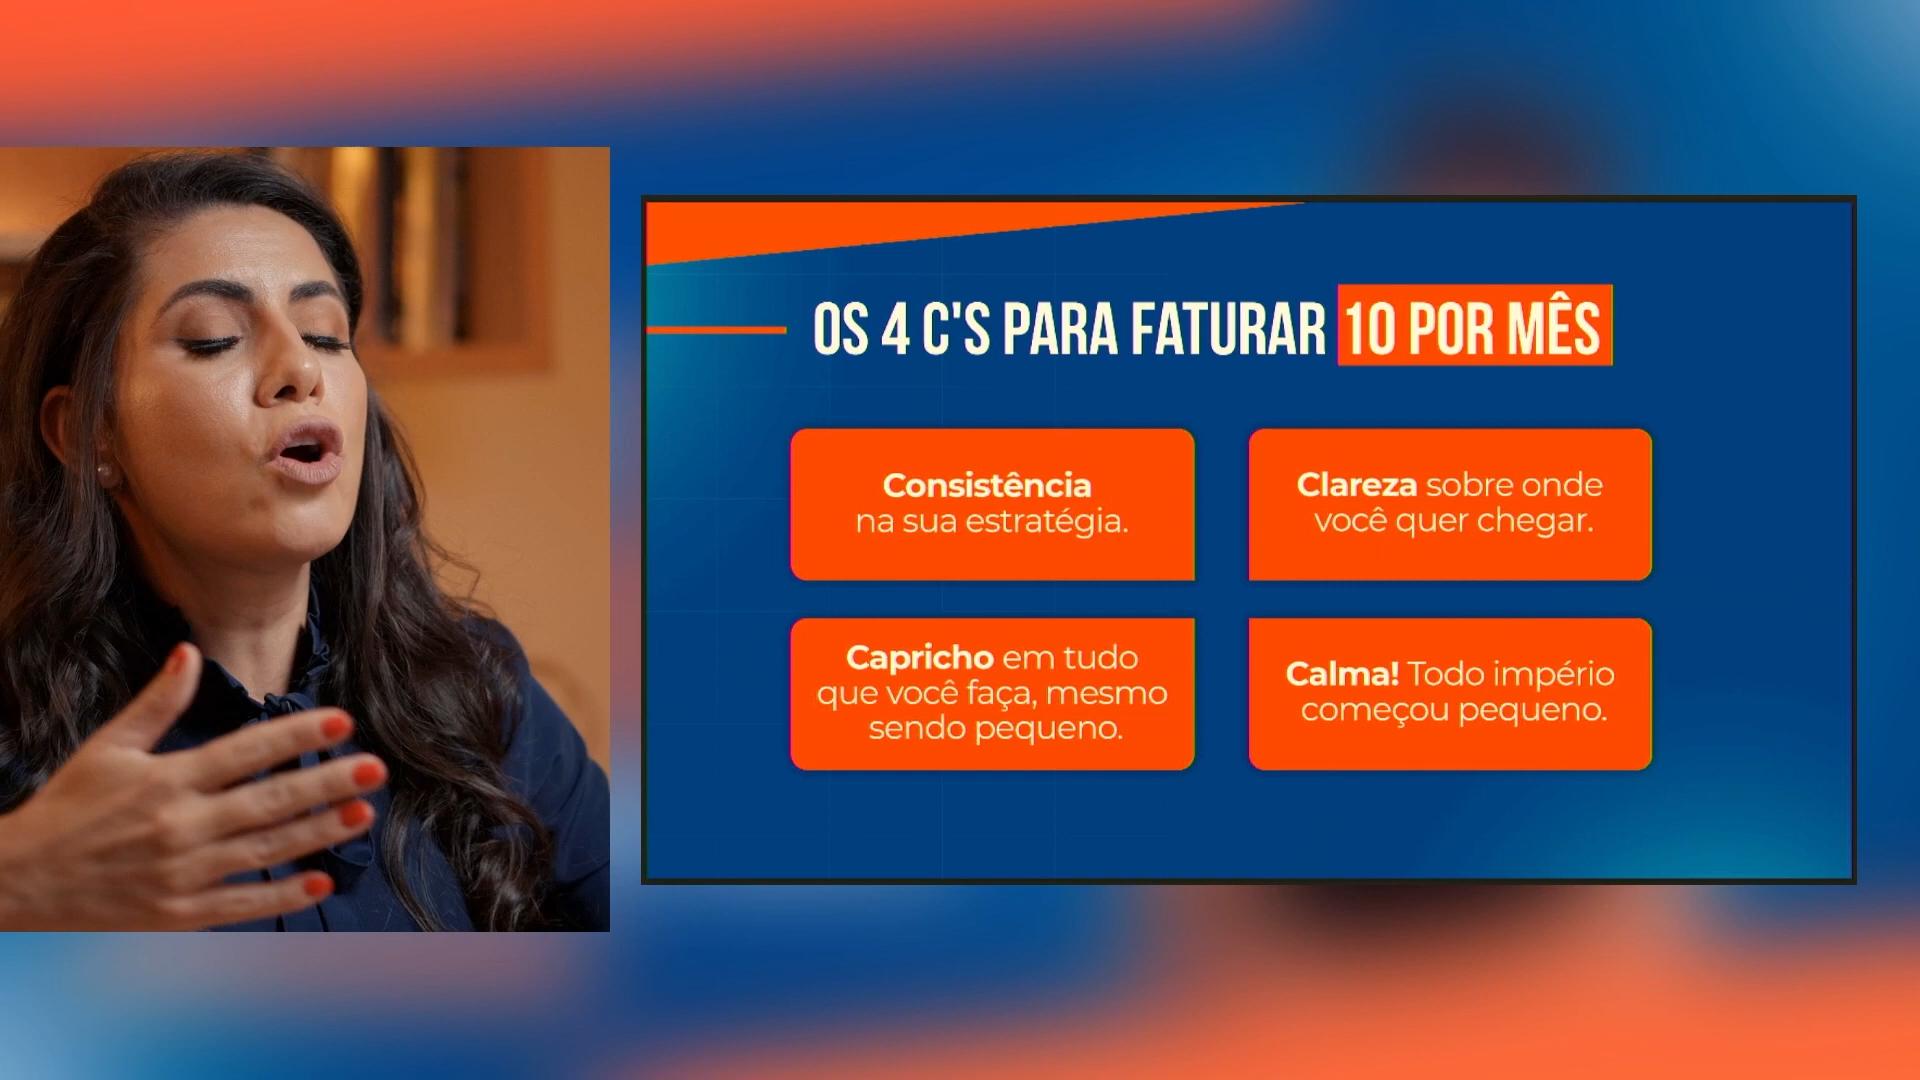 OS 4 C'S PARA FATURAR 10 POR MÊS
Consistência
na sua estratégia.
Clareza sobre onde
você quer chegar.
Capricho em tudo
que você faça, mesmo
sendo pequeno.
Calma! Todo império
começou pequeno.